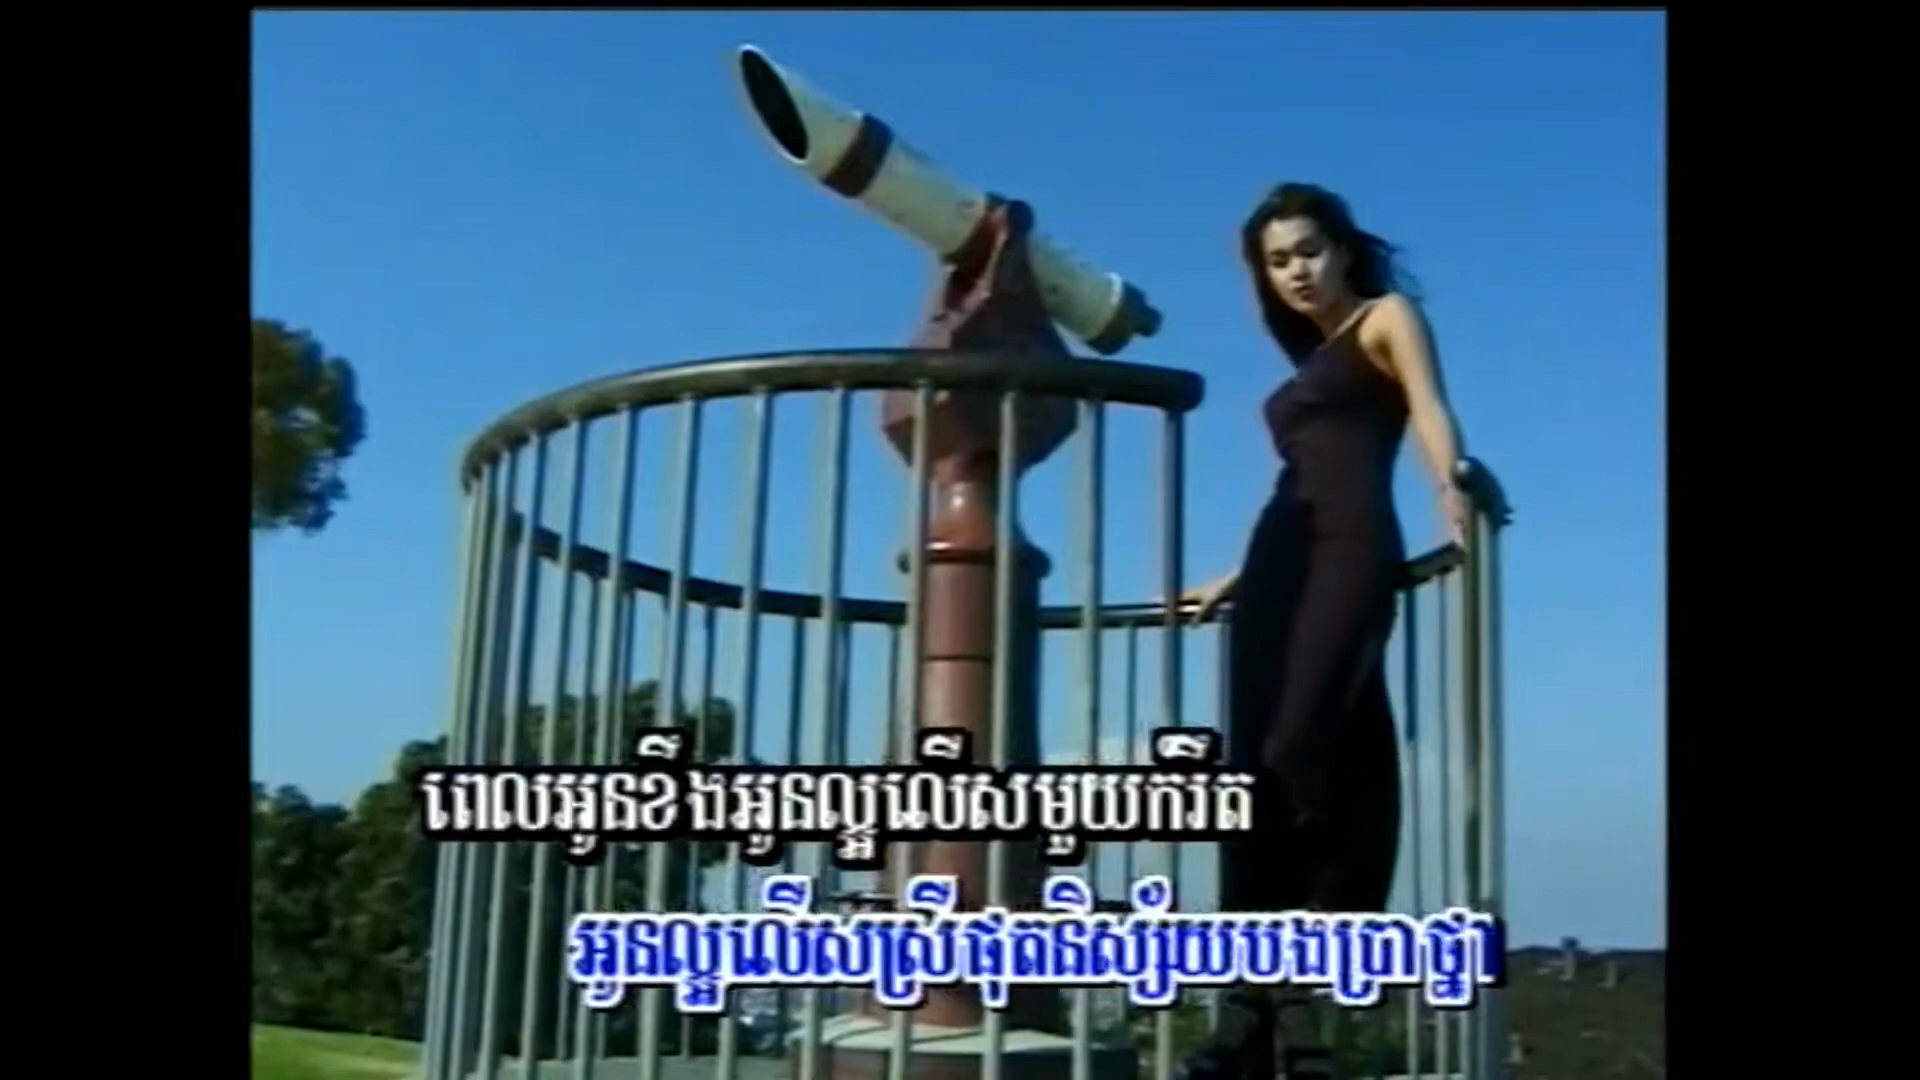 ពេលអូនខឹងអូនល្អលើសមួយករឹត
អូនល្អលើសស្រីផុតនិស្ស័យបងប្រាថ្នា